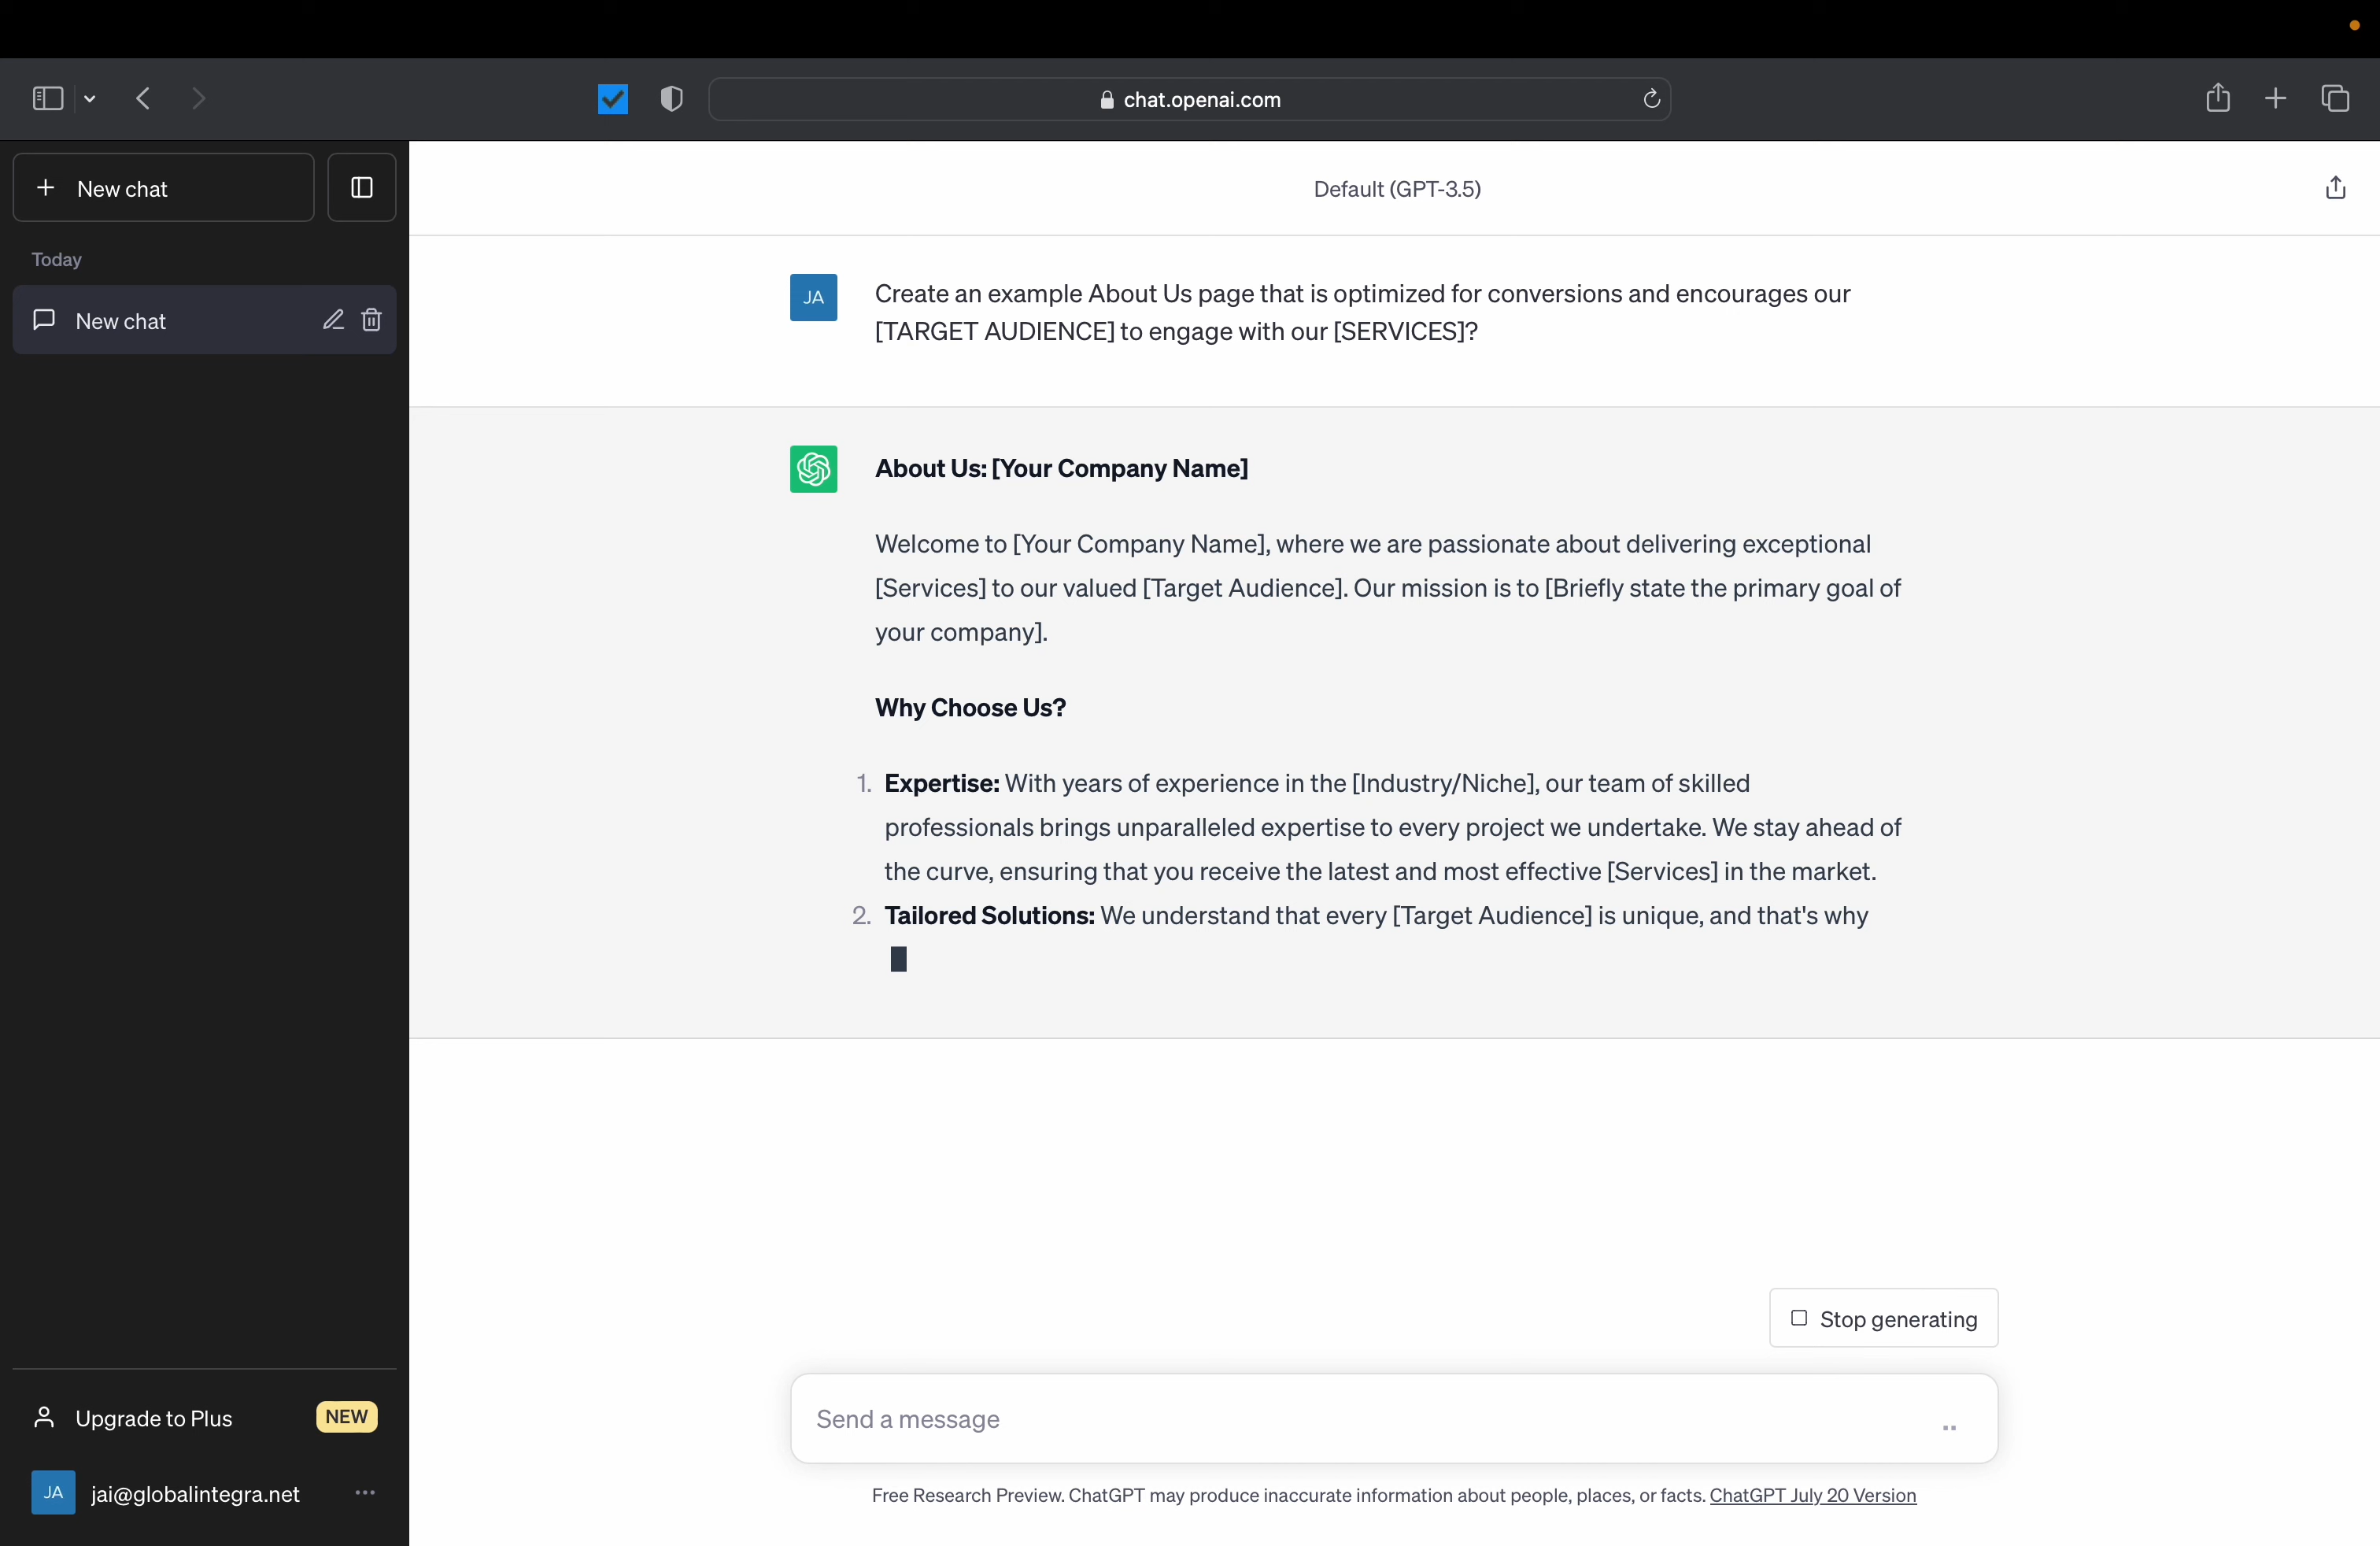 chat.openai.com
New chat
Today
New chat
Upgrade to Plus NEW
JA jai@globalintegra.net
Default (GPT-3.5)
JA
Create an example About Us page that is optimized for conversions and encourages our
[TARGET AUDIENCE] to engage with our [SERVICES]?
About Us: [Your Company Name]
Welcome to [Your Company Name], where we are passionate about delivering exceptional
[Services] to our valued [Target Audience]. Our mission is to [Briefly state the primary goal of
your company].
Why Choose Us?
1. Expertise: With years of experience in the [Industry/Niche], our team of skilled
professionals brings unparalleled expertise to every project we undertake. We stay ahead of
the curve, ensuring that you receive the latest and most effective [Services] in the market.
2. Tailored Solutions: We understand that every [Target Audience] is unique, and that's why
Stop generating
Send a message
Free Research Preview. ChatGPT may produce inaccurate information about people, places, or facts. ChatGPT July 20 Version